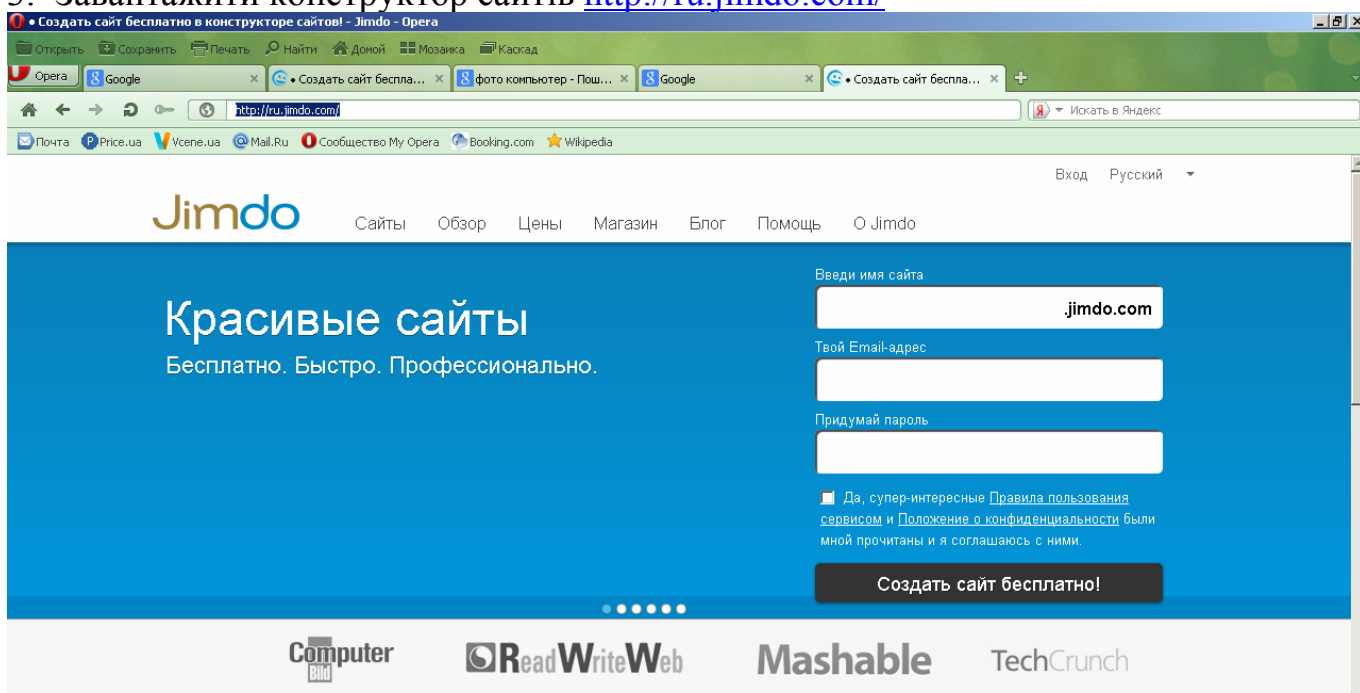 3. Завантажити конструктор сайтів http://ru.jimdo.com/
• Создать сайт бесплатно в конструкторе сайтов! - Jimdo - Opera
Открыть Сохранить Печать Найти Домой Мозаика Каскад
Opera Google • Создать сайт беспла... фото компьютер - Пош... Google • Создать сайт беспла...
http://ru.jimdo.com/ Искать в Яндекс
Почта Price.ua Vcene.ua Mail.Ru Сообщество My Opera Booking.com Wikipedia
Вход Русский
Jimdo Сайты Обзор Цены Магазин Блог Помощь О Jimdo
Красивые сайты
Бесплатно. Быстро. Профессионально.
Введи имя сайта
.jimdo.com
Твой Email-адрес
Придумай пароль
Да, супер-интересные Правила пользования
сервисом и Положение о конфиденциальности были
мной прочитаны и я соглашаюсь с ними.
Создать сайт бесплатно!
Computer Bild ReadWriteWeb Mashable TechCrunch